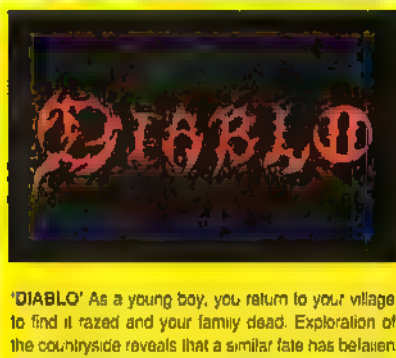 DIABLO
'DIABLO' As a young boy, you return to your village
to find it razed and your family dead. Exploration of
the countryside reveals that a similar fate has befallen